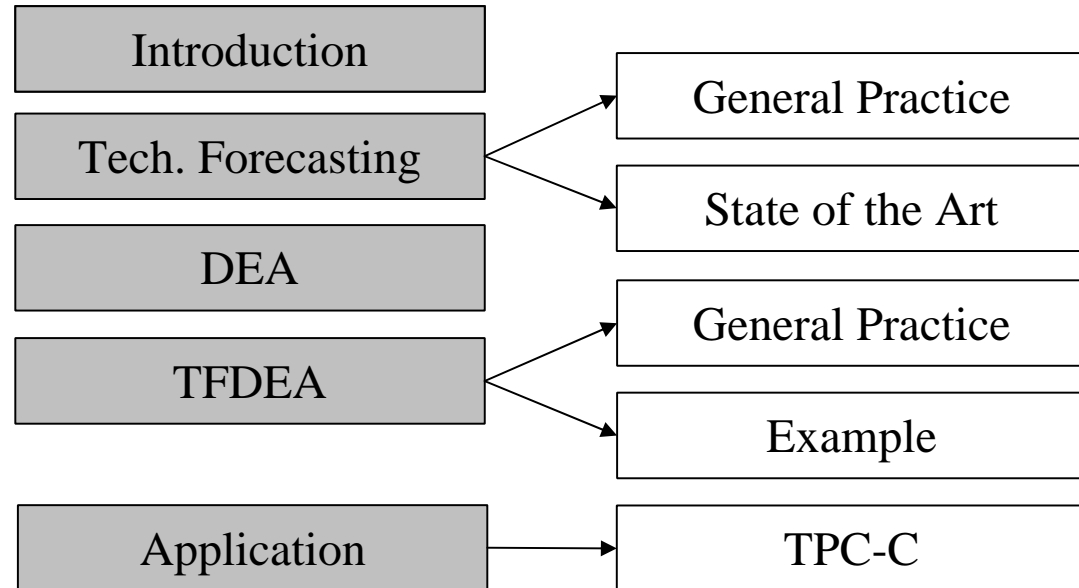 Introduction
Tech. Forecasting
General Practice
State of the Art
DEA
TFDEA
General Practice
Example
Application
TPC-C